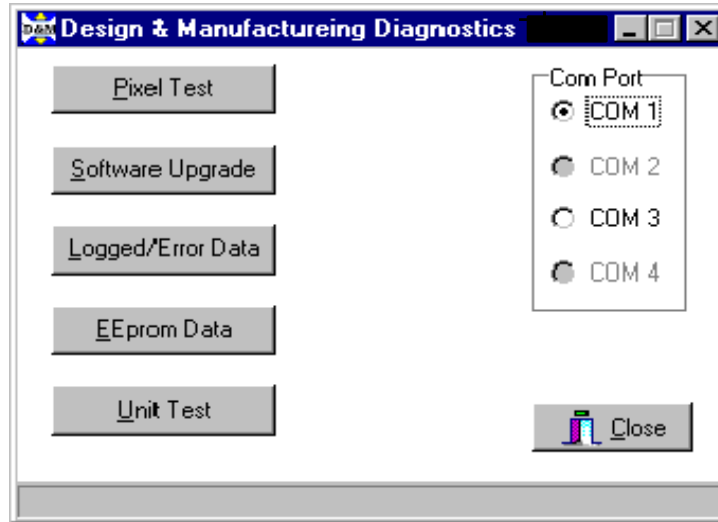 D&M Design & Manufactureing Diagnostics
Pixel Test
Software Upgrade
Logged/Error Data
EEprom Data
Unit Test
Com Port
COM 1
COM 2
COM 3
COM 4
Close